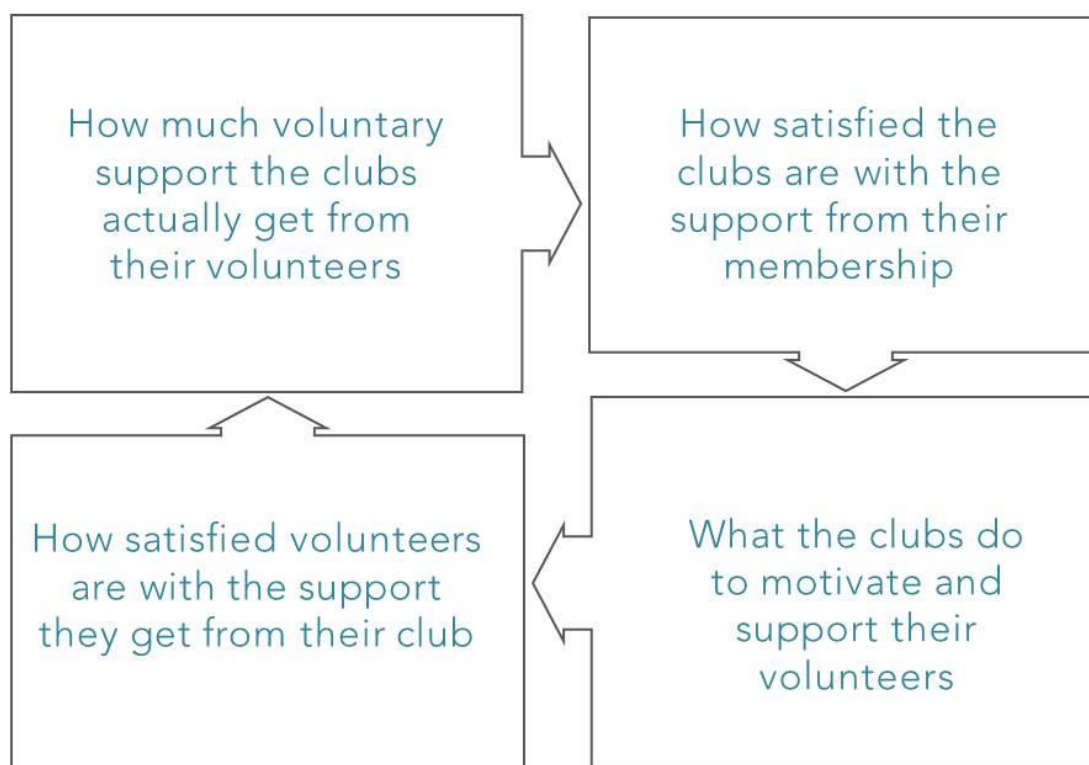 How much voluntary
support the clubs
actually get from
their volunteers
How satisfied the
clubs are with the
support from their
membership
How satisfied volunteers
are with the support
they get from their club
What the clubs do
to motivate and
support their
volunteers